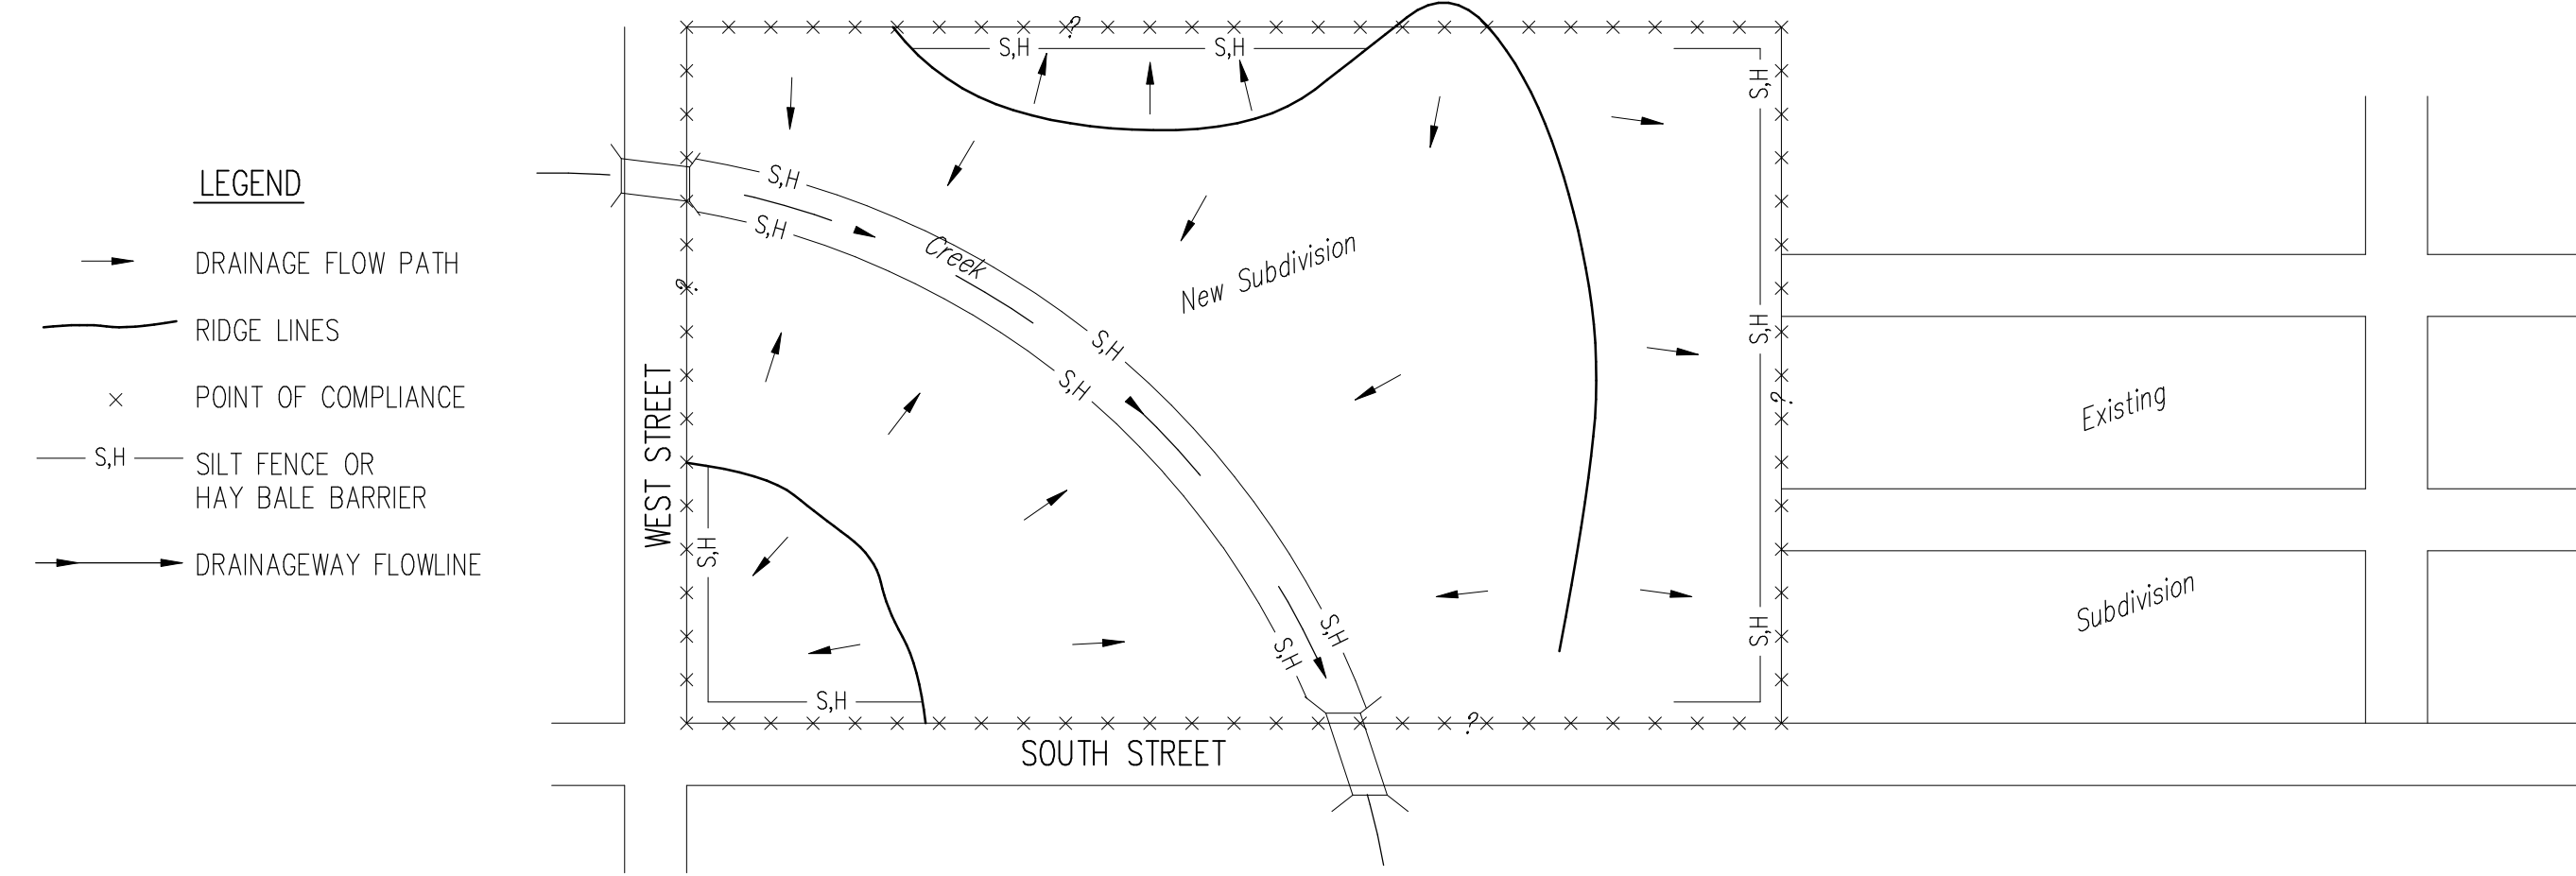 LEGEND
DRAINAGE FLOW PATH
RIDGE LINES
POINT OF COMPLIANCE
S,H
SILT FENCE OR
HAY BALE BARRIER
DRAINAGEWAY FLOWLINE
?
S,H
S,H
S,H
S,H
S,H
Creek
New Subdivision
?
S,H
S,H
S,H
?
WEST STREET
Existing
S,H
Subdivision
S,H
S,H
S,H
S,H
?
SOUTH STREET